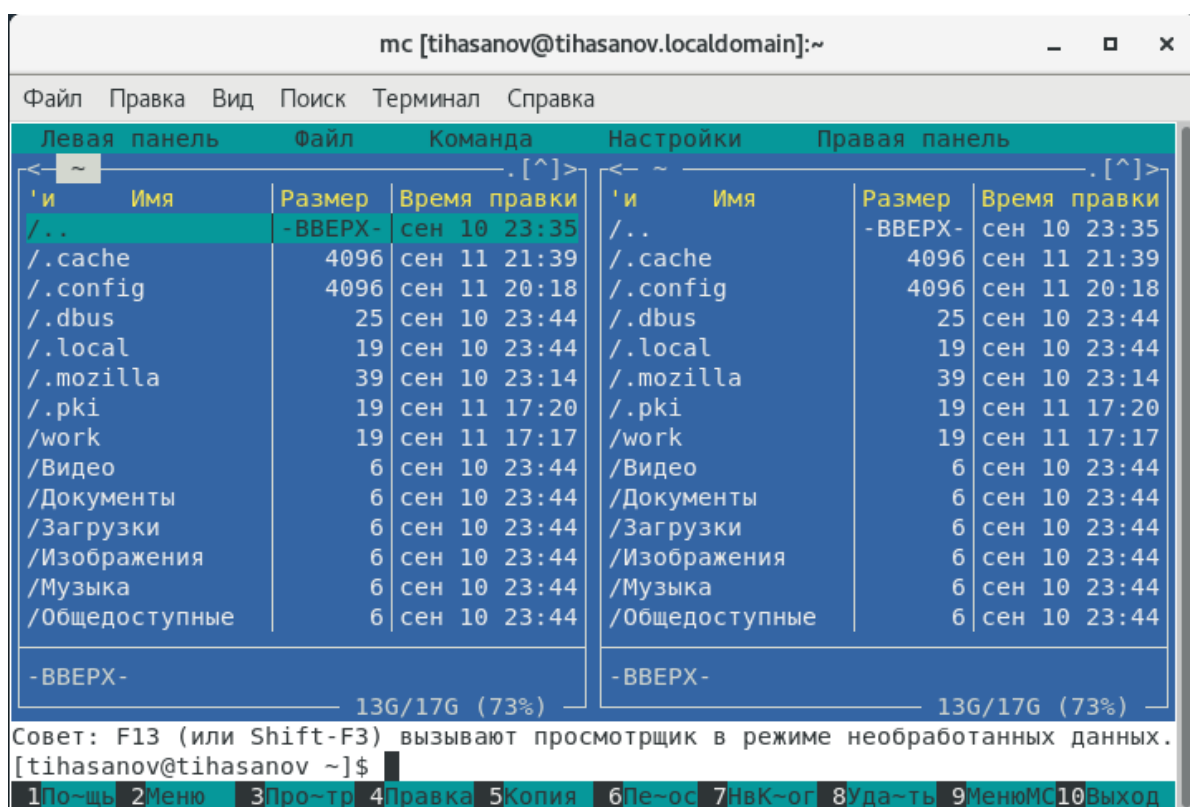 mc [tihasanov@tihasanov.localdomain]:~
Файл Правка Вид Поиск Терминал Справка
Левая панель Файл Команда Настройки Правая панель
<— ~ .[^]> <— ~ .[^]>
'и Имя Размер Время правки 'и Имя Размер Время правки
/.. -ВВЕРХ- сен 10 23:35 /.. -ВВЕРХ- сен 10 23:35
/.cache 4096 сен 11 21:39 /.cache 4096 сен 11 21:39
/.config 4096 сен 11 20:18 /.config 4096 сен 11 20:18
/.dbus 25 сен 10 23:44 /.dbus 25 сен 10 23:44
/.local 19 сен 10 23:44 /.local 19 сен 10 23:44
/.mozilla 39 сен 10 23:14 /.mozilla 39 сен 10 23:14
/.pki 19 сен 11 17:20 /.pki 19 сен 11 17:20
/work 19 сен 11 17:17 /work 19 сен 11 17:17
/Видео 6 сен 10 23:44 /Видео 6 сен 10 23:44
/Документы 6 сен 10 23:44 /Документы 6 сен 10 23:44
/Загрузки 6 сен 10 23:44 /Загрузки 6 сен 10 23:44
/Изображения 6 сен 10 23:44 /Изображения 6 сен 10 23:44
/Музыка 6 сен 10 23:44 /Музыка 6 сен 10 23:44
/Общедоступные 6 сен 10 23:44 /Общедоступные 6 сен 10 23:44
-ВВЕРХ- -ВВЕРХ-
13G/17G (73%) 13G/17G (73%)
Совет: F13 (или Shift-F3) вызывают просмотрщик в режиме необработанных данных.
[tihasanov@tihasanov ~]$
1По~щь 2Меню 3Про~тр 4Правка 5Копия 6Пе~ос 7НвК~ог 8Уда~ть 9МенюMC 10Выход